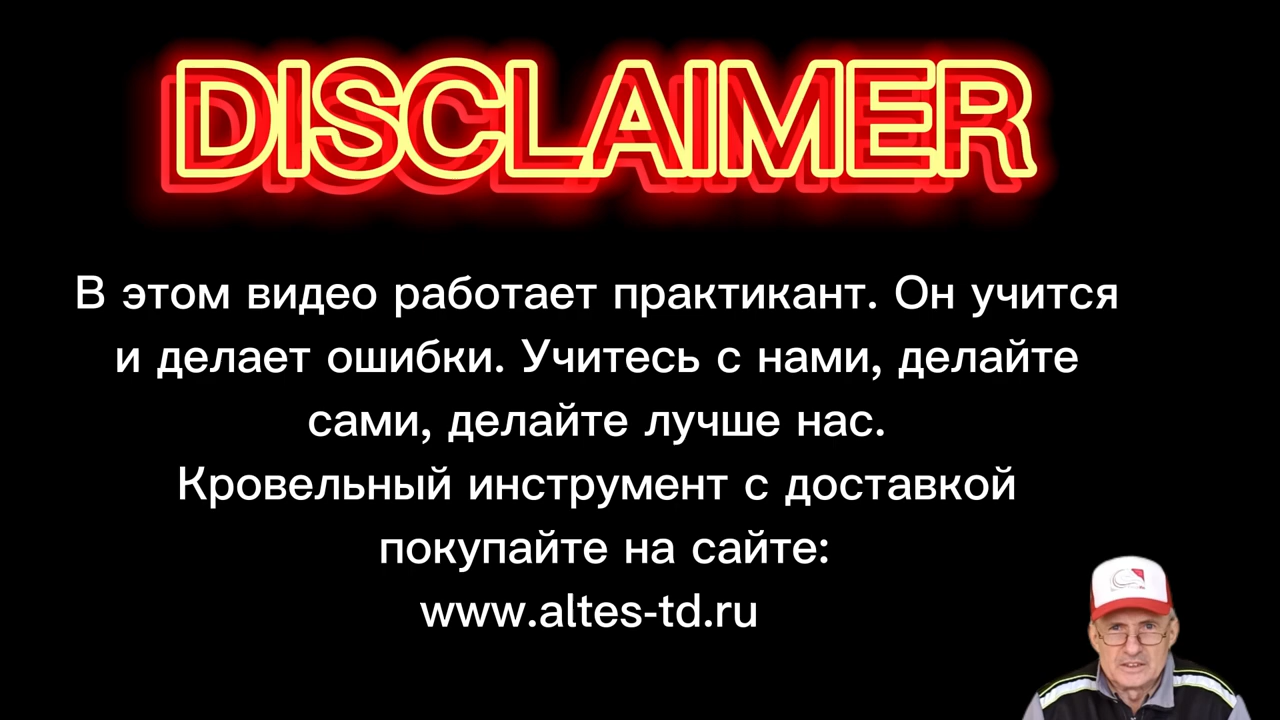 DISCLAIMER
В этом видео работает практикант. Он учится
и делает ошибки. Учитесь с нами, делайте
сами, делайте лучше нас.
Кровельный инструмент с доставкой
покупайте на сайте:
www.altes-td.ru